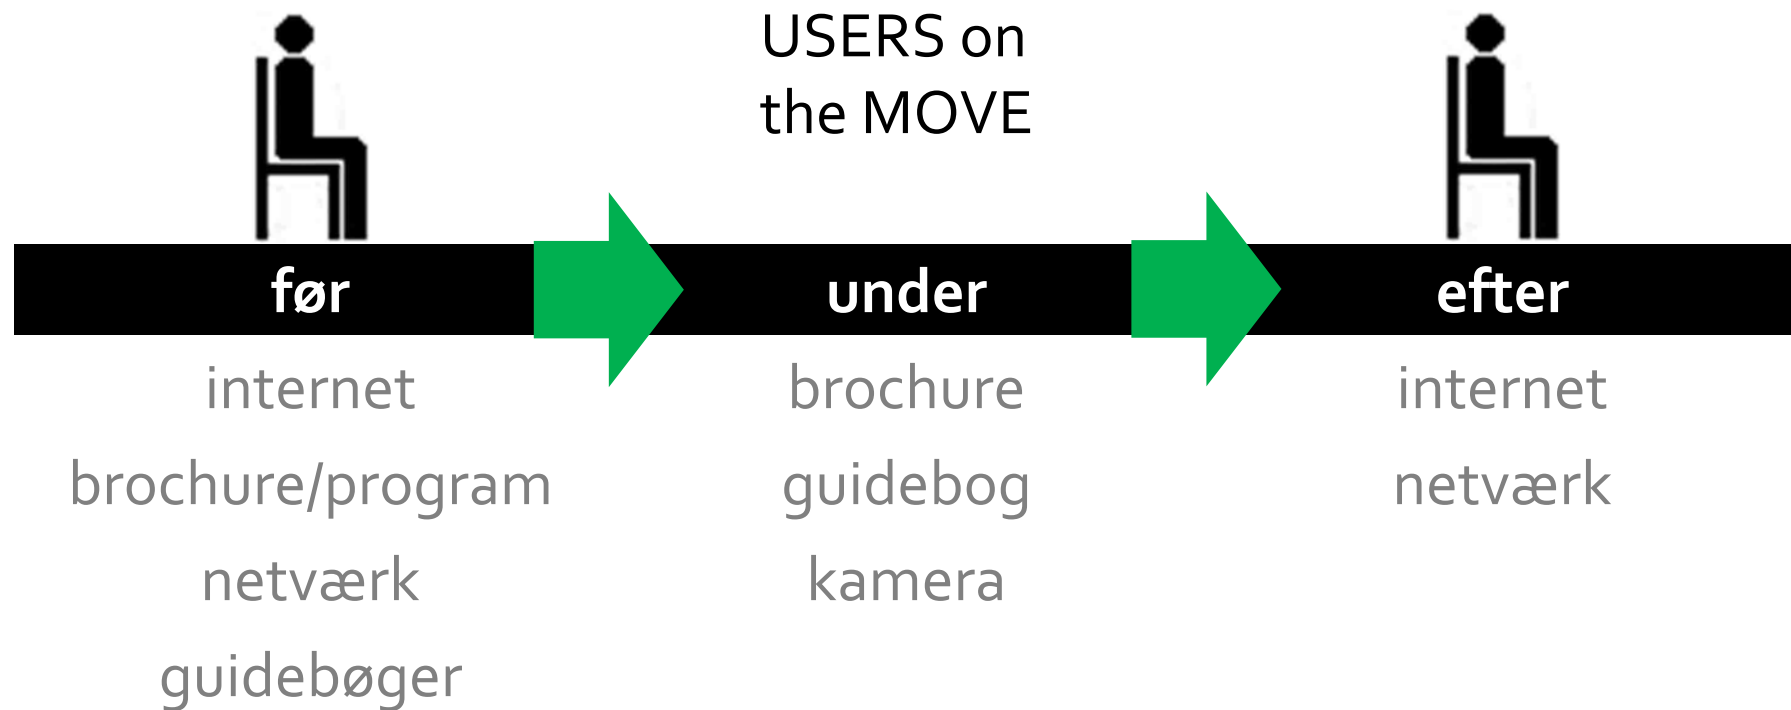 USERS on
the MOVE
før
under
efter
internet
brochure/program
netværk
guidebøger
brochure
guidebog
kamera
internet
netværk